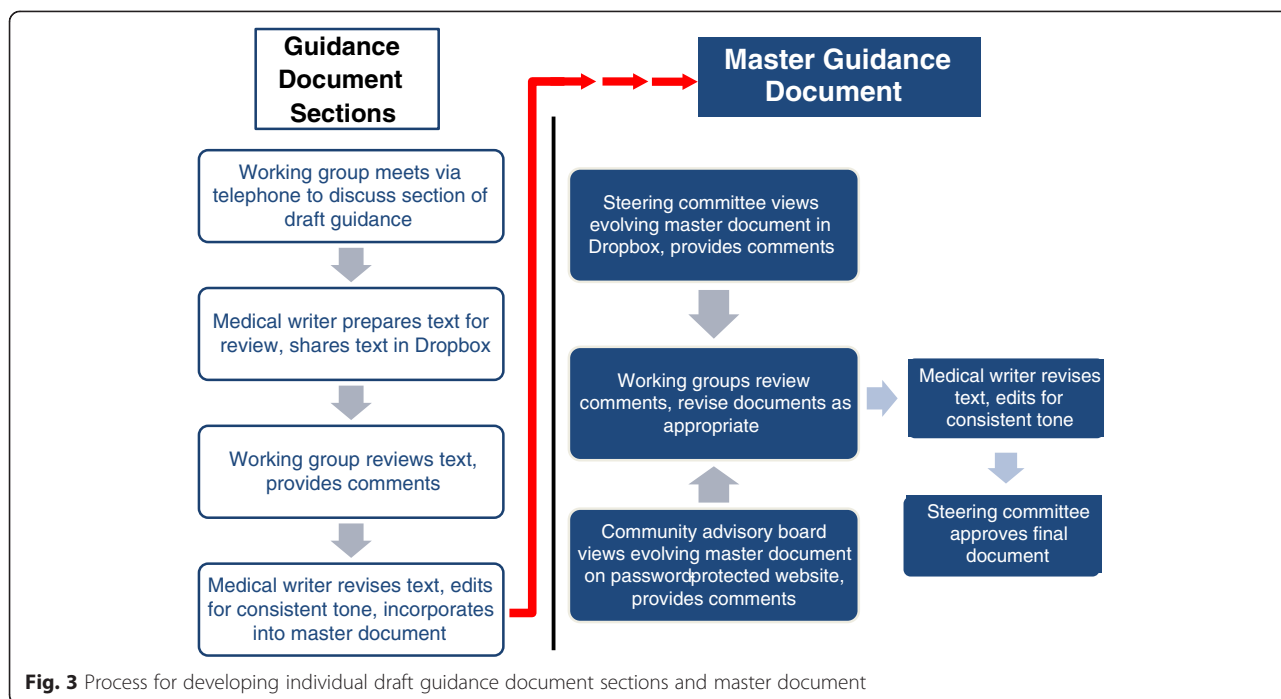 Guidance
Document
Sections
Working group meets via
telephone to discuss section of
draft guidance
Medical writer prepares text for
review, shares text in Dropbox
Working group reviews text,
provides comments
Medical writer revises text, edits
for consistent tone, incorporates
into master document
Master Guidance
Document
Steering committee views
evolving master document in
Dropbox, provides comments
Working groups review
comments, revise documents as
appropriate
Community advisory board
views evolving master document
on passwordprotected website,
provides comments
Medical writer revises
text, edits for
consistent tone
Steering committee
approves final
document
Fig. 3 Process for developing individual draft guidance document sections and master document